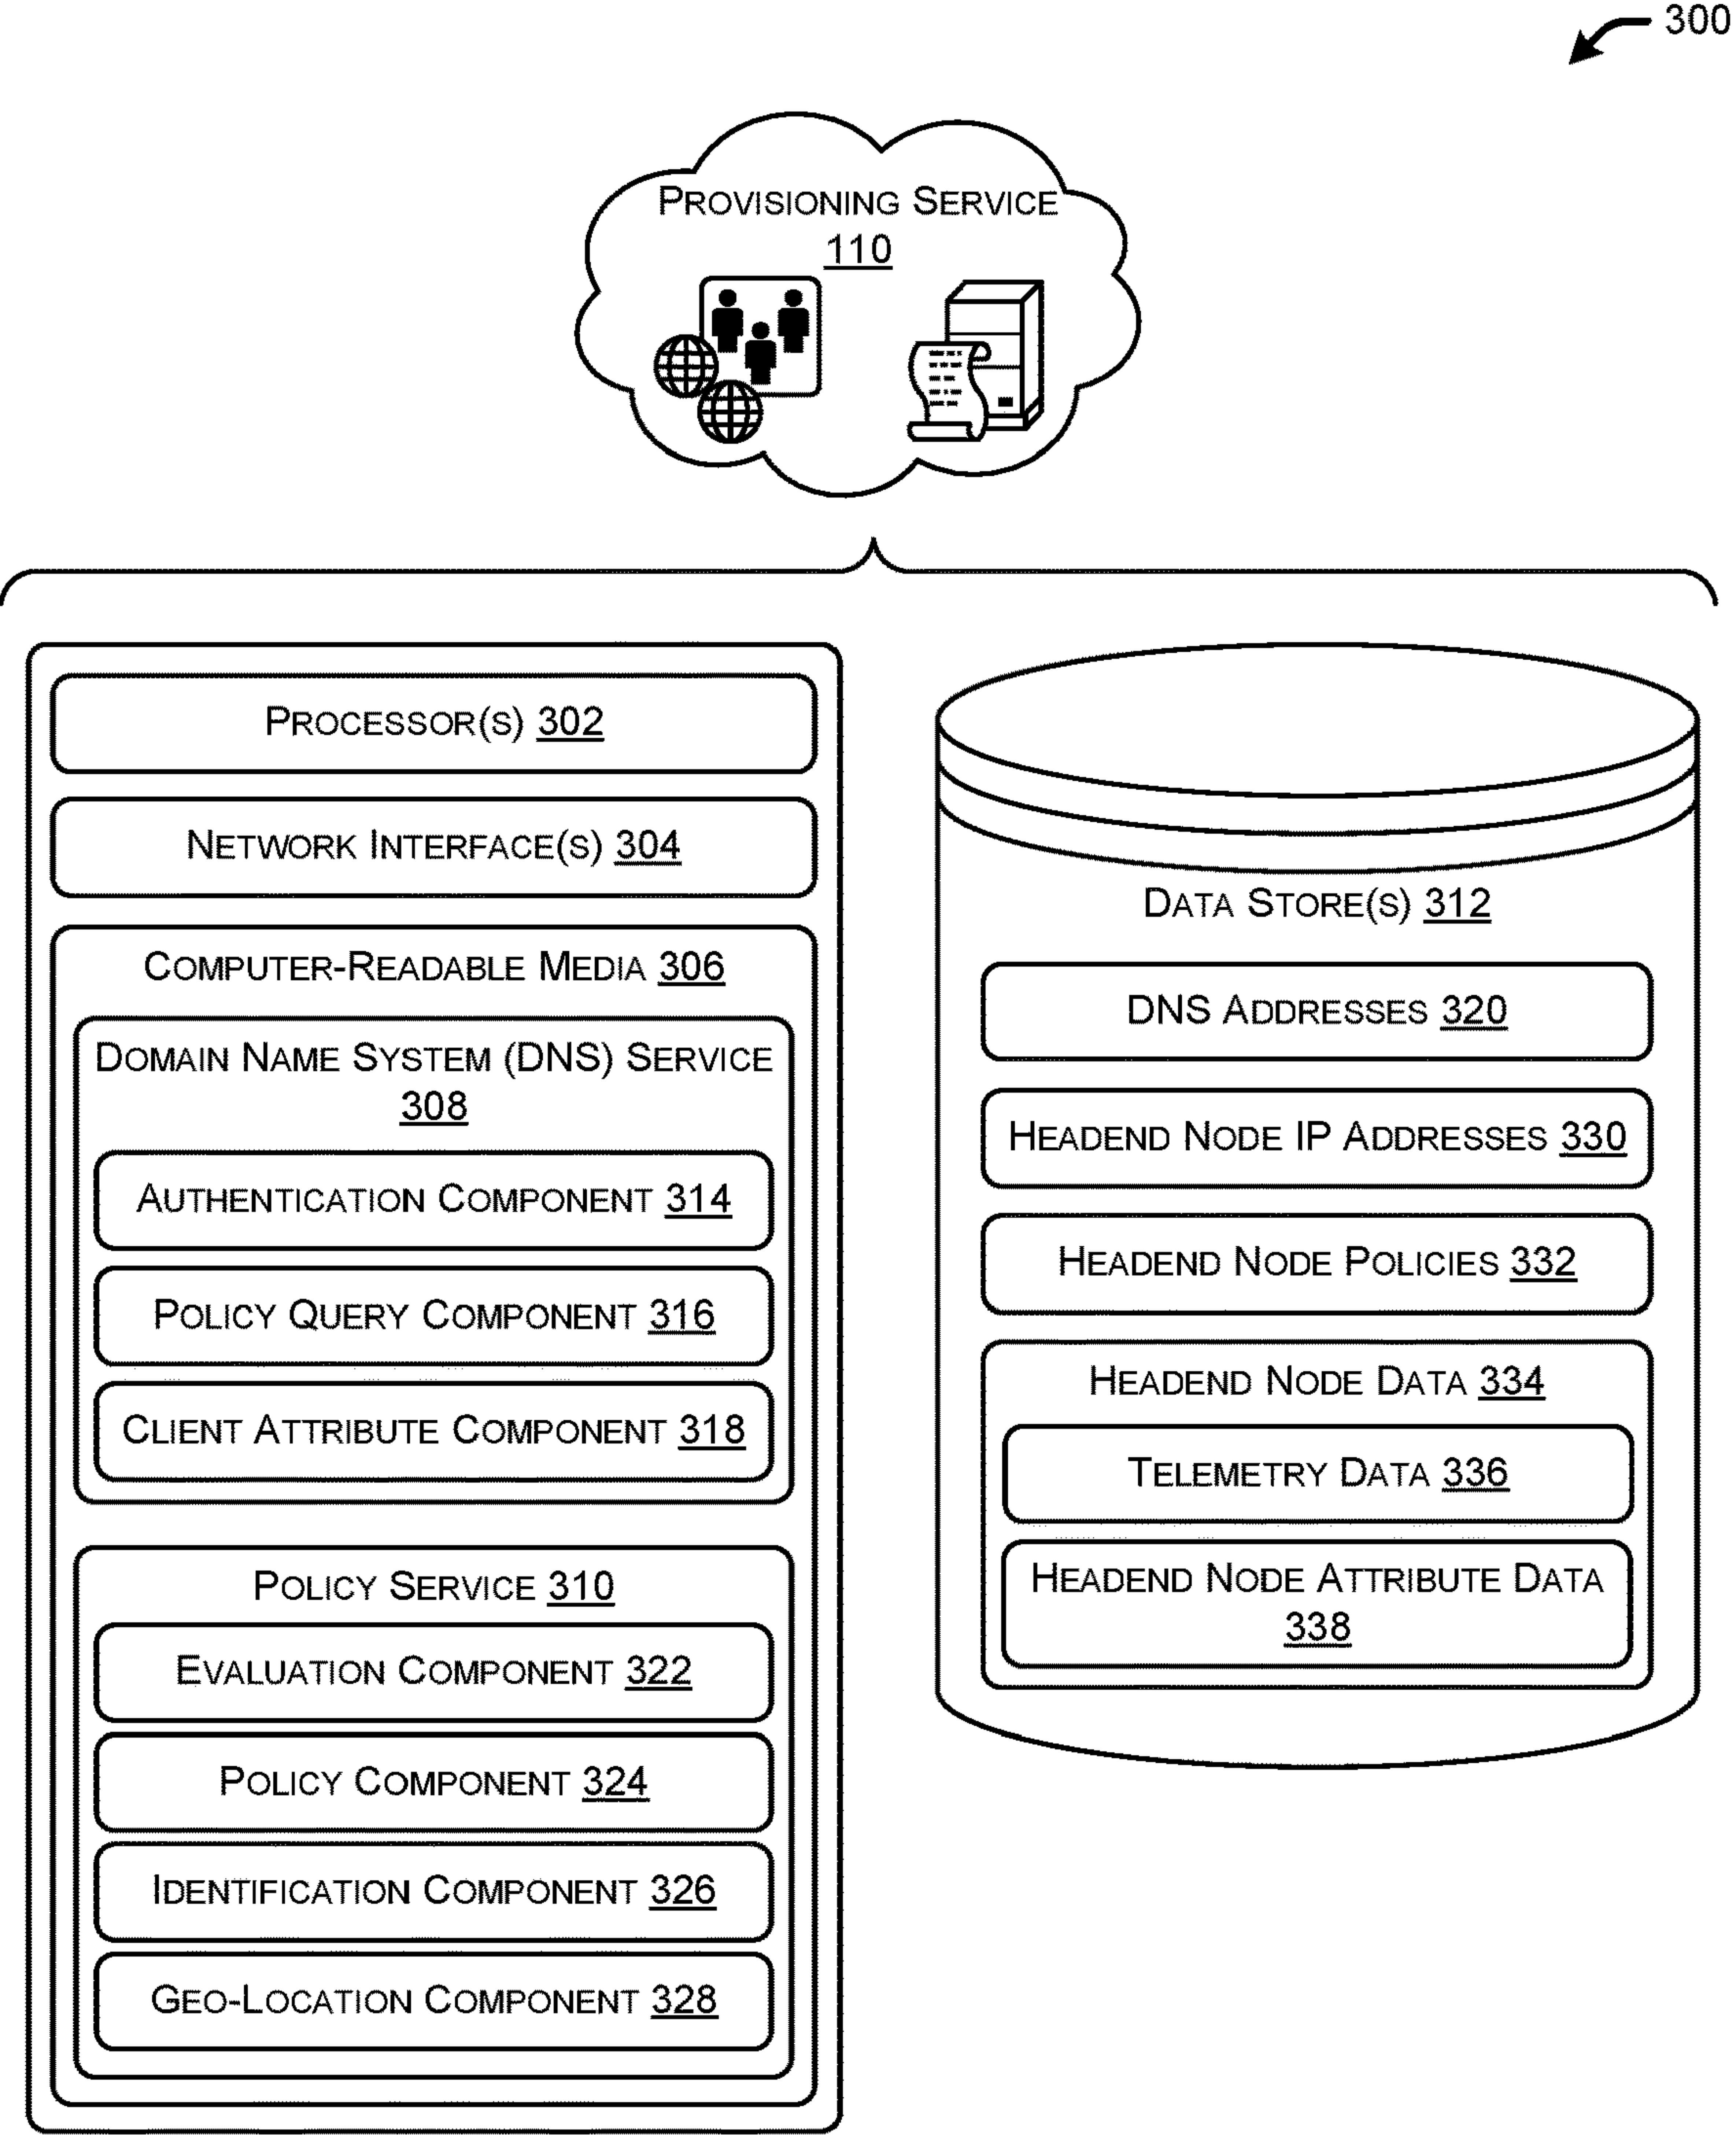 300
PROVISIONING SERVICE
110
PROCESSOR(S) 302
NETWORK INTERFACE(S) 304
COMPUTER-READABLE MEDIA 306
DOMAIN NAME SYSTEM (DNS) SERVICE
308
AUTHENTICATION COMPONENT 314
POLICY QUERY COMPONENT 316
CLIENT ATTRIBUTE COMPONENT 318
POLICY SERVICE 310
EVALUATION COMPONENT 322
POLICY COMPONENT 324
IDENTIFICATION COMPONENT 326
GEO-LOCATION COMPONENT 328
DATA STORE(S) 312
DNS ADDRESSES 320
HEADEND NODE IP ADDRESSES 330
HEADEND NODE POLICIES 332
HEADEND NODE DATA 334
TELEMETRY DATA 336
HEADEND NODE ATTRIBUTE DATA
338